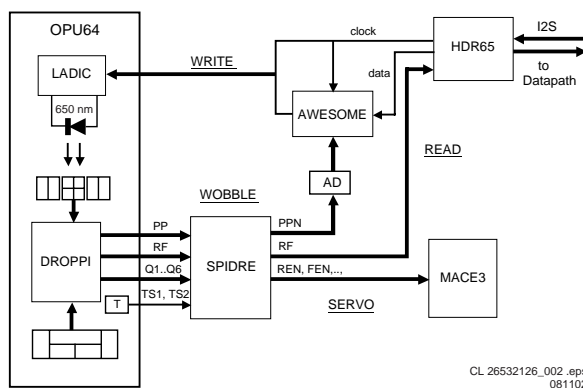 OPU64
LADIC
650 nm
WRITE
clock
data
HDR65
I2S
to
Datapath
AWESOME
READ
AD
WOBBLE
DROPPI
PP
RF
Q1..Q6
T
TS1, TS2
SPIDRE
PPN
RF
REN, FEN,..,
SERVO
MACE3
CL 26532126_002 .eps
081102